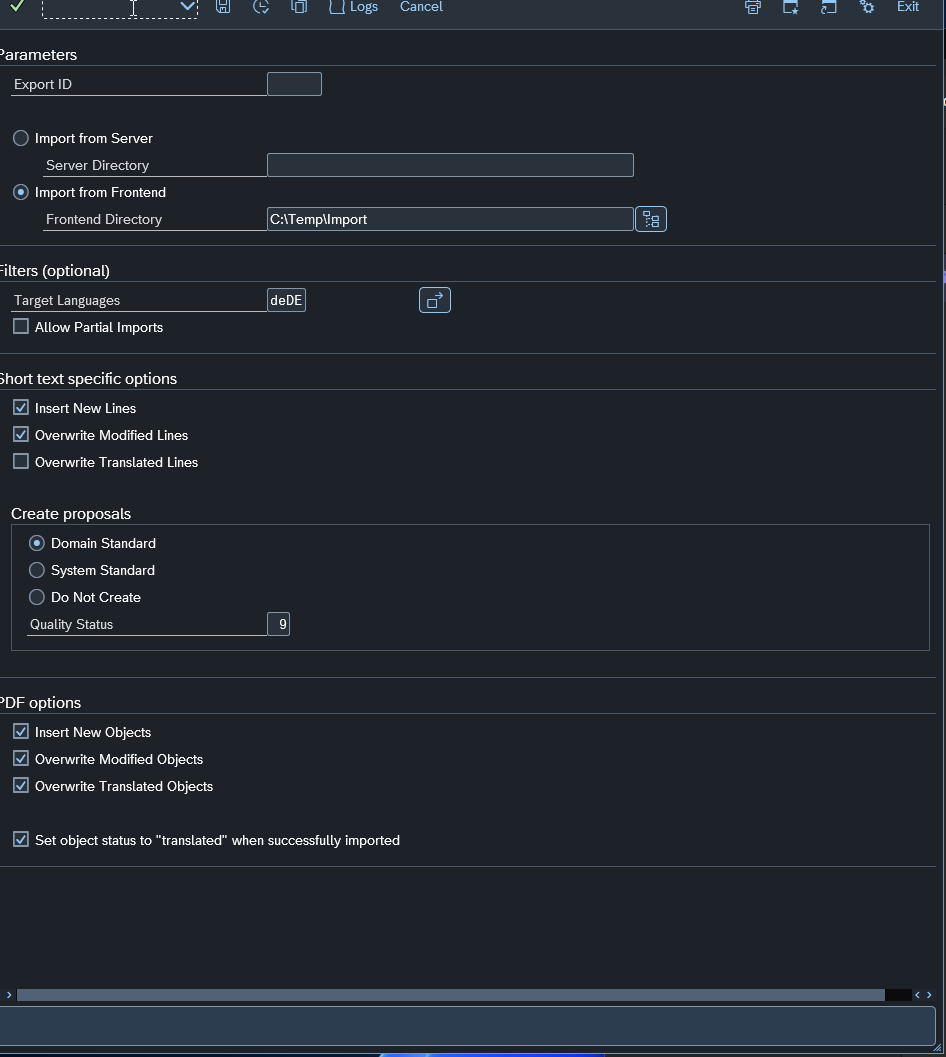 Logs Cancel Exit
Parameters
Export ID
Import from Server
Server Directory
Import from Frontend
Frontend Directory C:\Temp\Import
Filters (optional)
Target Languages deDE
Allow Partial Imports
Short text specific options
Insert New Lines
Overwrite Modified Lines
Overwrite Translated Lines
Create proposals
Domain Standard
System Standard
Do Not Create
Quality Status 9
PDF options
Insert New Objects
Overwrite Modified Objects
Overwrite Translated Objects
Set object status to "translated" when successfully imported